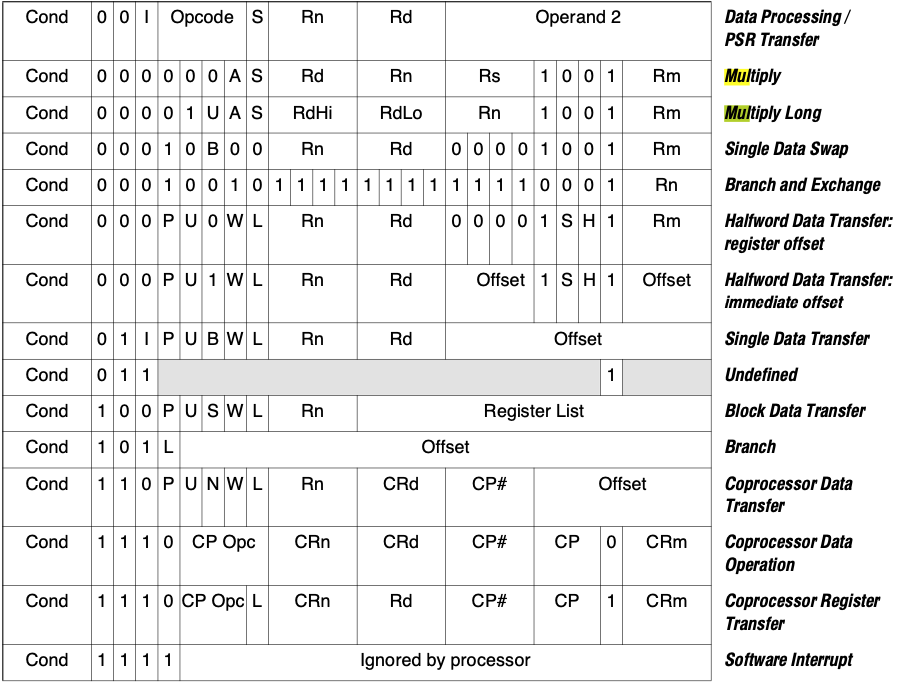 Cond 0 0 I Opcode S Rn Rd Operand 2 Data Processing /
PSR Transfer
Cond 0 0 0 0 0 0 A S Rd Rn Rs 1 0 0 1 Rm Multiply
Cond 0 0 0 0 1 U A S RdHi RdLo Rn 1 0 0 1 Rm Multiply Long
Cond 0 0 0 1 0 B 0 0 Rn Rd 0 0 0 0 1 0 0 1 Rm Single Data Swap
Cond 0 0 0 1 0 0 1 0 1 1 1 1 1 1 1 1 1 1 1 1 0 0 0 1 Rn Branch and Exchange
Cond 0 0 0 P U 0 W L Rn Rd 0 0 0 0 1 S H 1 Rm Halfword Data Transfer:
register offset
Cond 0 0 0 P U 1 W L Rn Rd Offset 1 S H 1 Offset Halfword Data Transfer:
immediate offset
Cond 0 1 I P U B W L Rn Rd Offset Single Data Transfer
Cond 0 1 1 1 Undefined
Cond 1 0 0 P U S W L Rn Register List Block Data Transfer
Cond 1 0 1 L Offset Branch
Cond 1 1 0 P U N W L Rn CRd CP# Offset Coprocessor Data
Transfer
Cond 1 1 1 0 CP Opc CRn CRd CP# CP 0 CRm Coprocessor Data
Operation
Cond 1 1 1 0 CP Opc L CRn Rd CP# CP 1 CRm Coprocessor Register
Transfer
Cond 1 1 1 1 Ignored by processor Software Interrupt